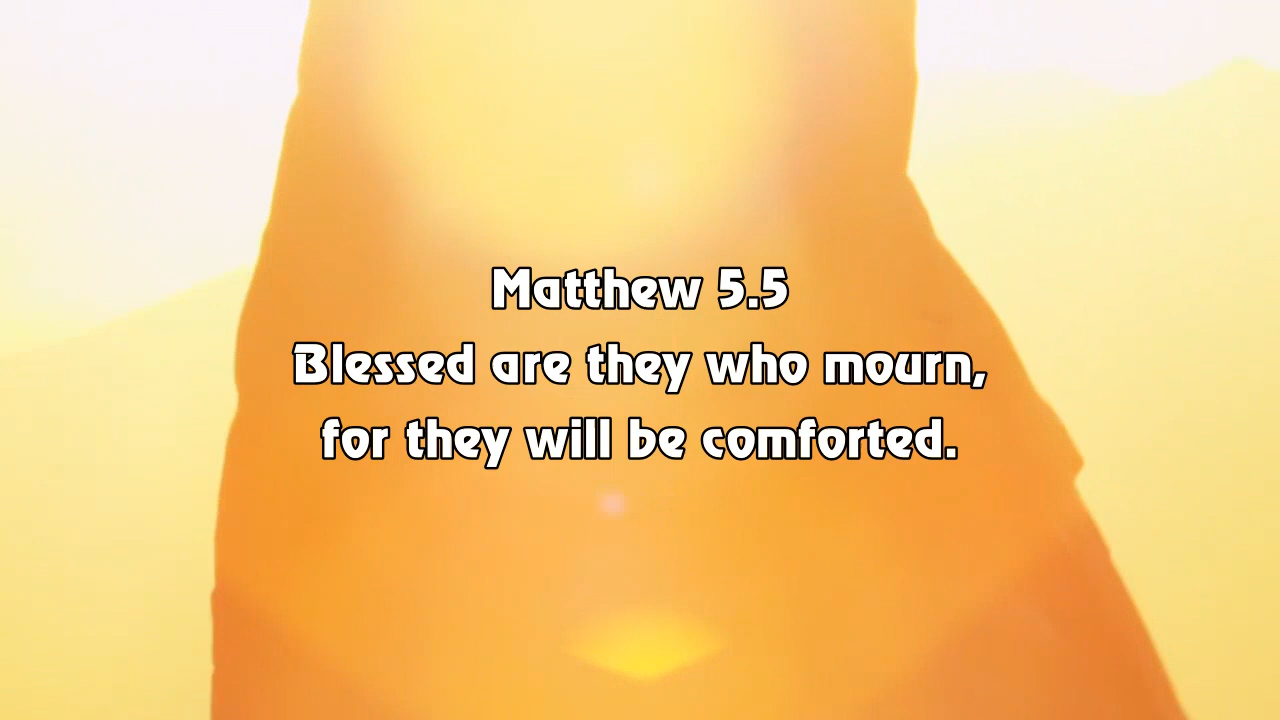 Matthew 5.5
Blessed are they who mourn,
for they will be comforted.